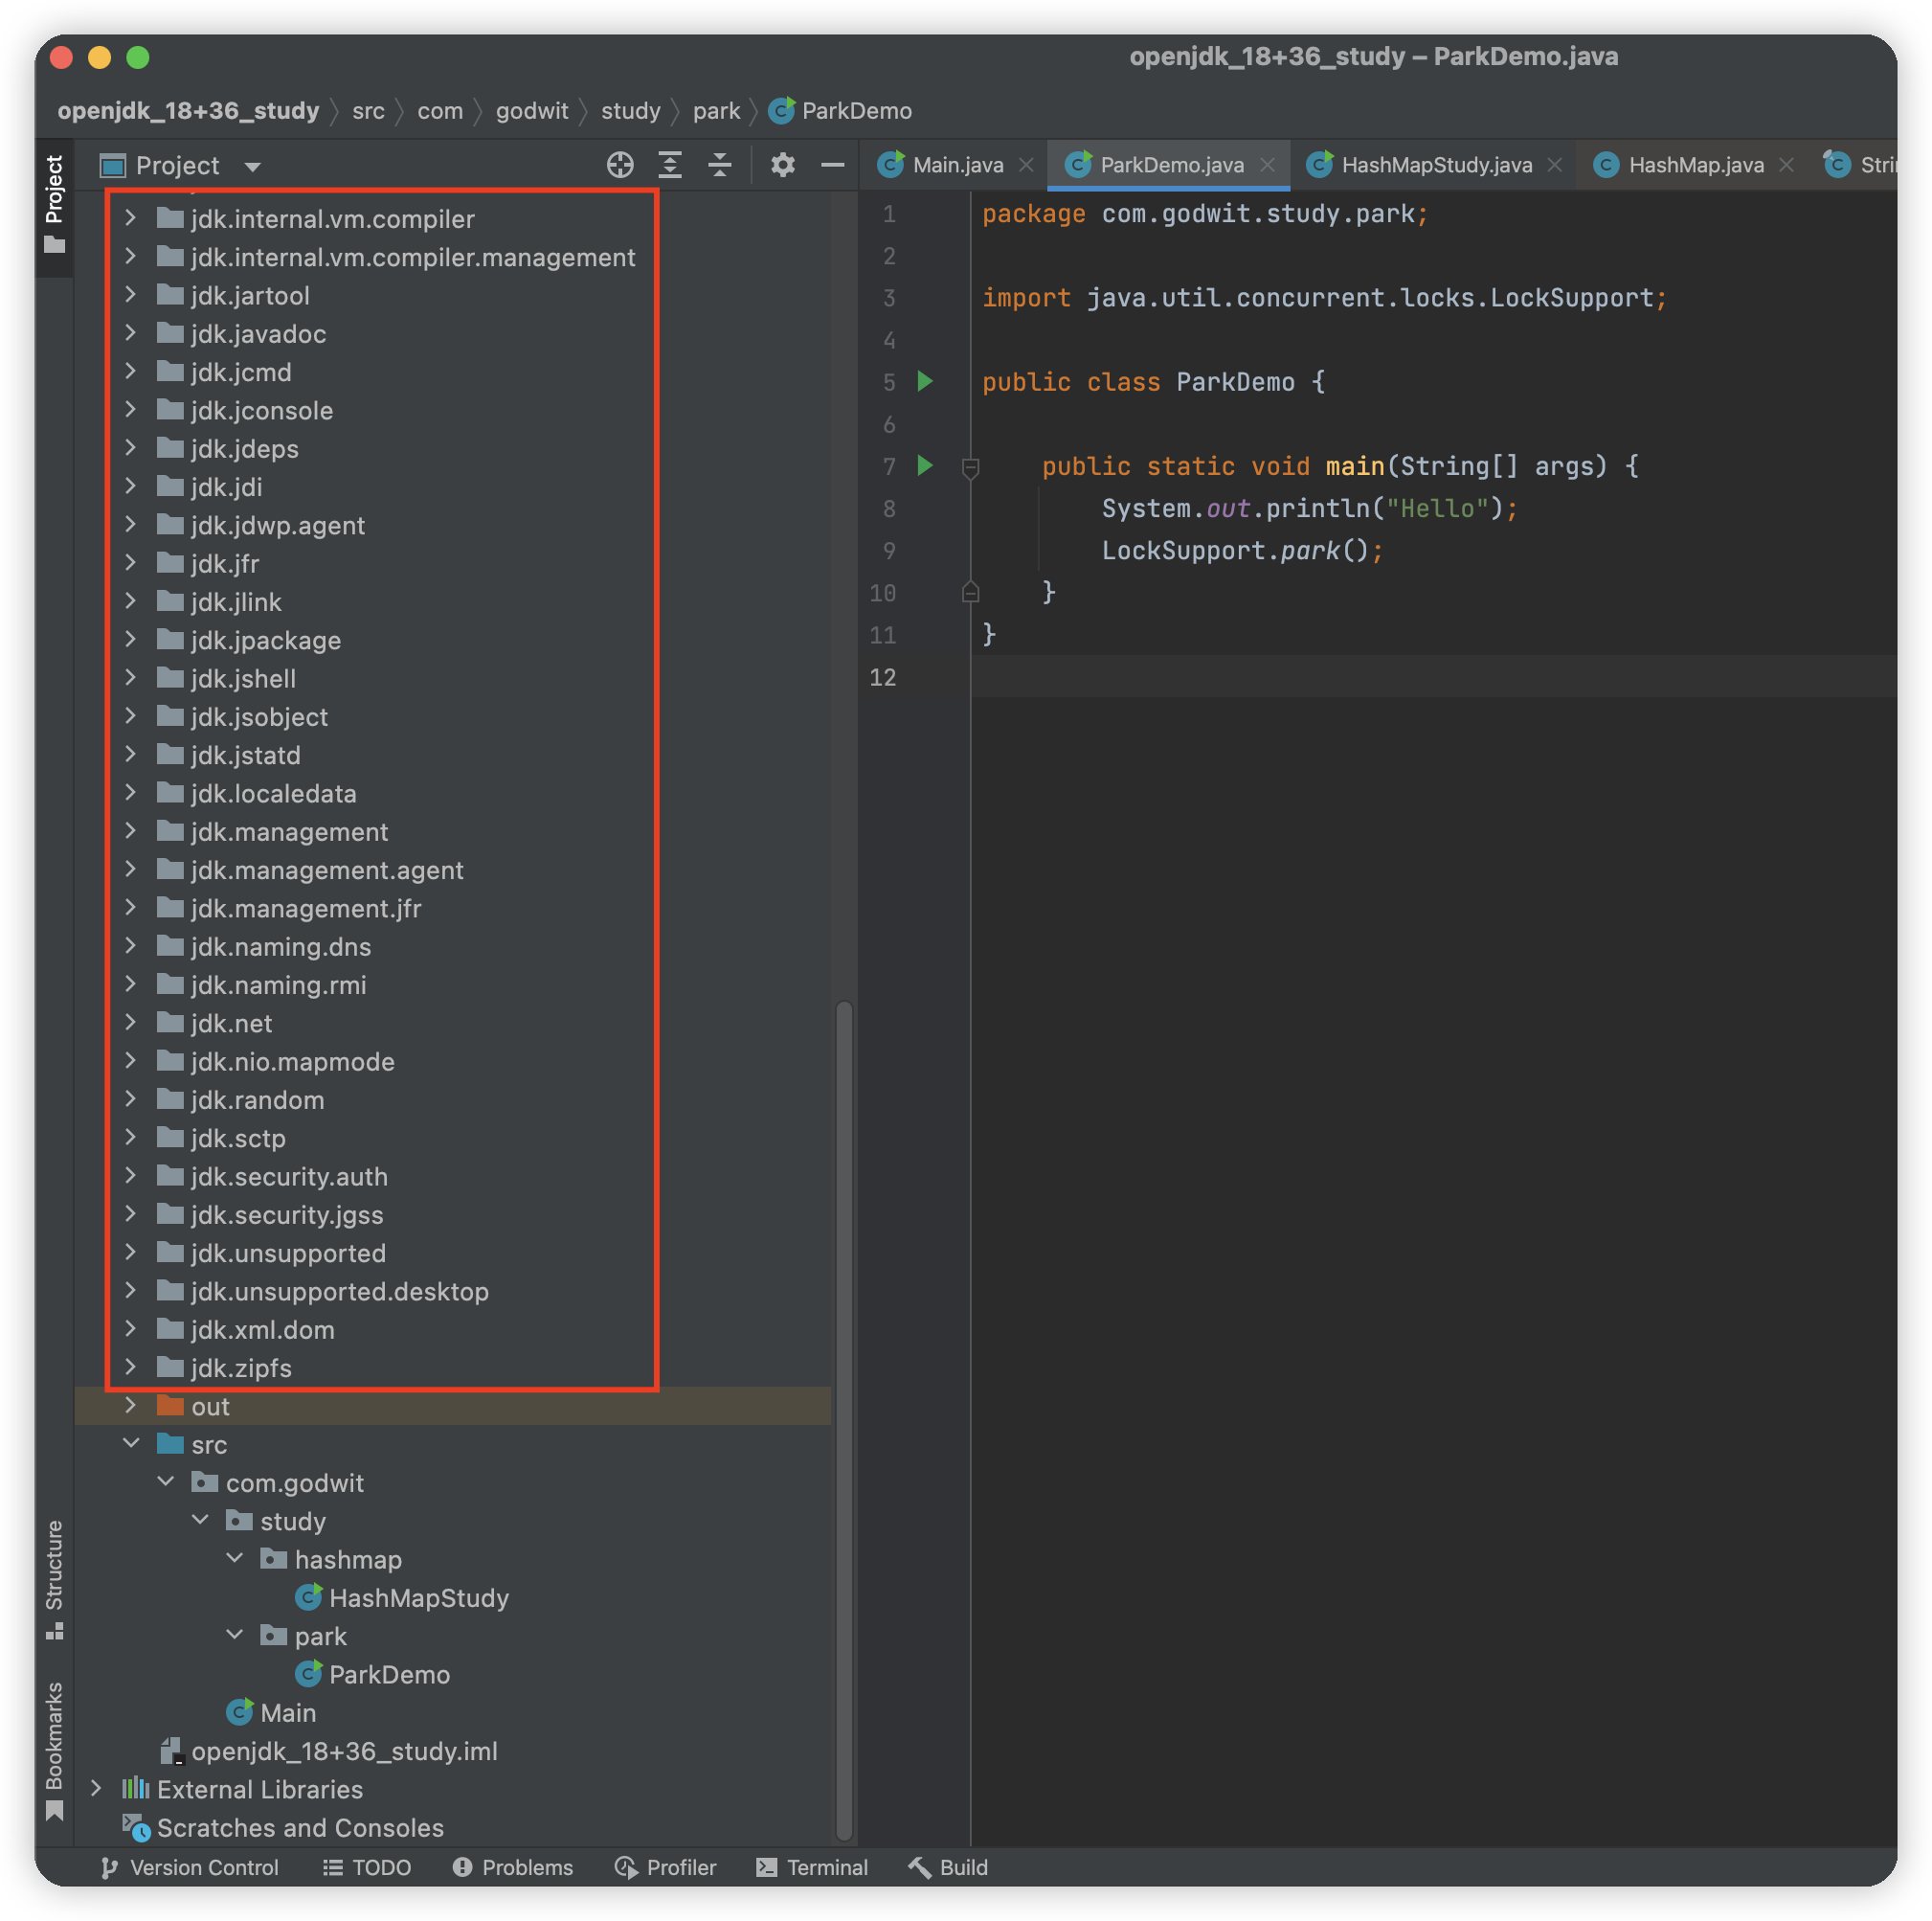 openjdk_18+36_study – ParkDemo.java
openjdk_18+36_study src com godwit study park ParkDemo
Project
Main.java ParkDemo.java HashMapStudy.java HashMap.java Stri
Project
Structure
Bookmarks
jdk.internal.vm.compiler
jdk.internal.vm.compiler.management
jdk.jartool
jdk.javadoc
jdk.jcmd
jdk.jconsole
jdk.jdeps
jdk.jdi
jdk.jdwp.agent
jdk.jfr
jdk.jlink
jdk.jpackage
jdk.jshell
jdk.jsobject
jdk.jstatd
jdk.localedata
jdk.management
jdk.management.agent
jdk.management.jfr
jdk.naming.dns
jdk.naming.rmi
jdk.net
jdk.nio.mapmode
jdk.random
jdk.sctp
jdk.security.auth
jdk.security.jgss
jdk.unsupported
jdk.unsupported.desktop
jdk.xml.dom
jdk.zipfs
out
src
com.godwit
study
hashmap
HashMapStudy
park
ParkDemo
Main
openjdk_18+36_study.iml
External Libraries
Scratches and Consoles
1 package com.godwit.study.park;
2
3 import java.util.concurrent.locks.LockSupport;
4
5 public class ParkDemo {
6
7 public static void main(String[] args) {
8 System.out.println("Hello");
9 LockSupport.park();
10 }
11 }
12
Version Control TODO Problems Profiler Terminal Build